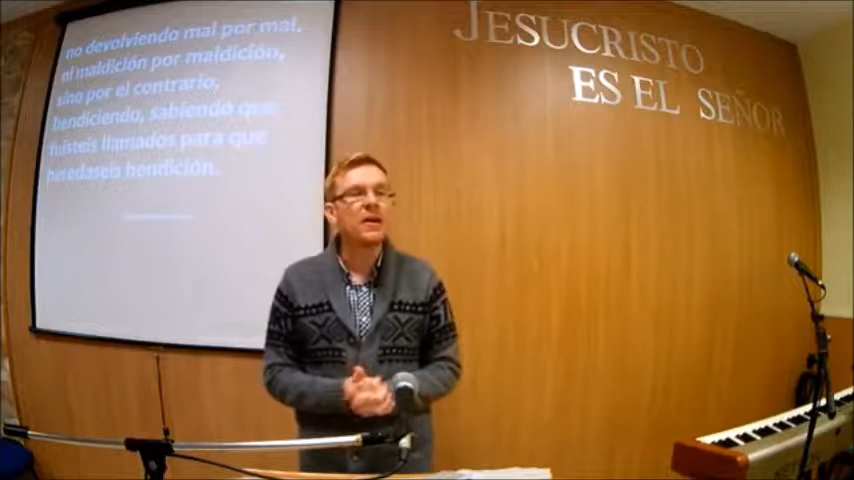 no devolviendo mal por mal,
ni maldición por maldición,
sino por el contrario,
bendiciendo, sabiendo que
fuisteis llamados para que
heredaseis bendición.
JESUCRISTO
ES EL SEÑOR